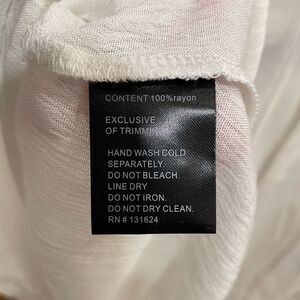 CONTENT 100%rayon
EXCLUSIVE
OF TRIMMING
HAND WASH COLD
SEPARATELY.
DO NOT BLEACH.
LINE DRY
DO NOT IRON.
DO NOT DRY CLEAN.
RN # 131624